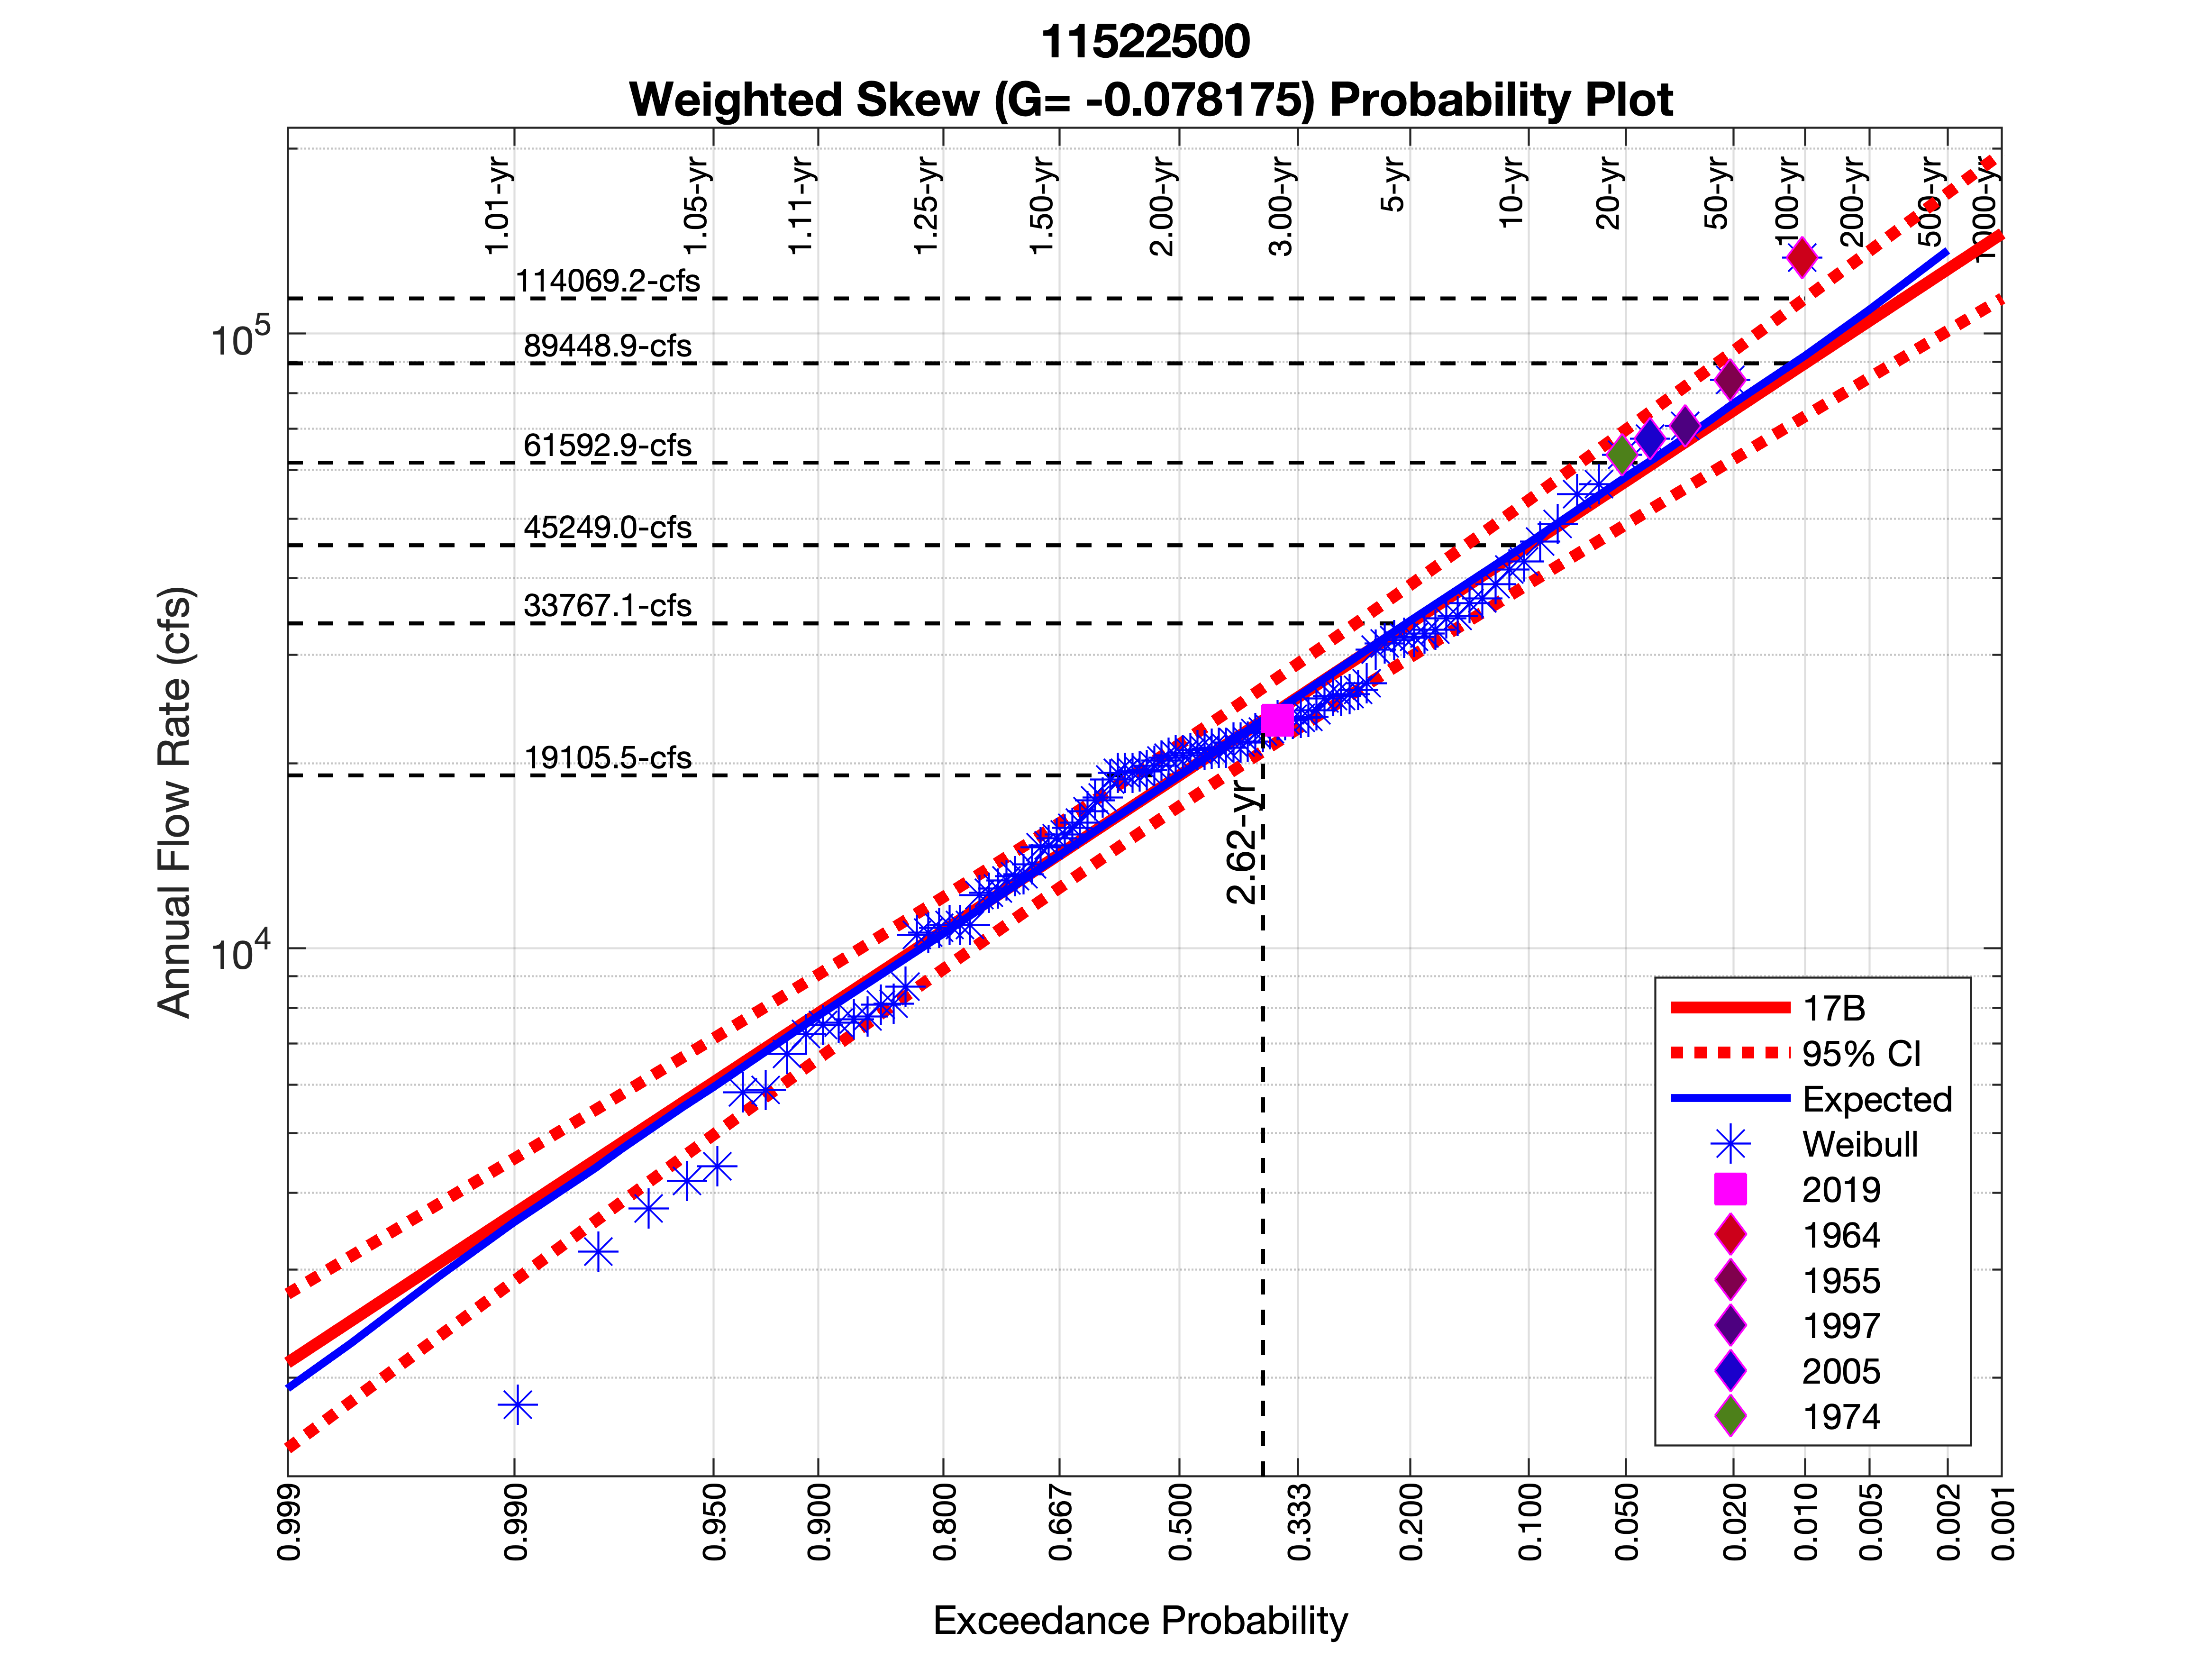 11522500
Weighted Skew (G= -0.078175) Probability Plot
1.01-yr
1.05-yr
1.11-yr
1.25-yr
1.50-yr
2.00-yr
3.00-yr
5-yr
10-yr
20-yr
50-yr
100-yr
200-yr
500-yr
1000-yr
114069.2-cfs
89448.9-cfs
61592.9-cfs
45249.0-cfs
33767.1-cfs
19105.5-cfs
2.62-yr
10^5
10^4
Annual Flow Rate (cfs)
17B
95% CI
Expected
Weibull
2019
1964
1955
1997
2005
1974
0.999
0.990
0.950
0.900
0.800
0.667
0.500
0.333
0.200
0.100
0.050
0.020
0.010
0.005
0.002
0.001
Exceedance Probability